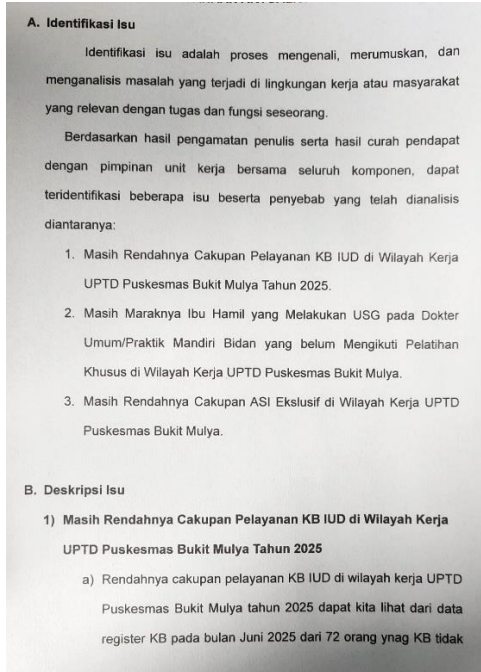 A. Identifikasi Isu
Identifikasi isu adalah proses mengenali, merumuskan, dan
menganalisis masalah yang terjadi di lingkungan kerja atau masyarakat
yang relevan dengan tugas dan fungsi seseorang.
Berdasarkan hasil pengamatan penulis serta hasil curah pendapat
dengan pimpinan unit kerja bersama seluruh komponen, dapat
teridentifikasi beberapa isu beserta penyebab yang telah dianalisis
diantaranya:
1. Masih Rendahnya Cakupan Pelayanan KB IUD di Wilayah Kerja
UPTD Puskesmas Bukit Mulya Tahun 2025.
2. Masih Maraknya Ibu Hamil yang Melakukan USG pada Dokter
Umum/Praktik Mandiri Bidan yang belum Mengikuti Pelatihan
Khusus di Wilayah Kerja UPTD Puskesmas Bukit Mulya.
3. Masih Rendahnya Cakupan ASI Ekslusif di Wilayah Kerja UPTD
Puskesmas Bukit Mulya.
B. Deskripsi Isu
1) Masih Rendahnya Cakupan Pelayanan KB IUD di Wilayah Kerja
UPTD Puskesmas Bukit Mulya Tahun 2025
a) Rendahnya cakupan pelayanan KB IUD di wilayah kerja UPTD
Puskesmas Bukit Mulya tahun 2025 dapat kita lihat dari data
register KB pada bulan Juni 2025 dari 72 orang ynag KB tidak